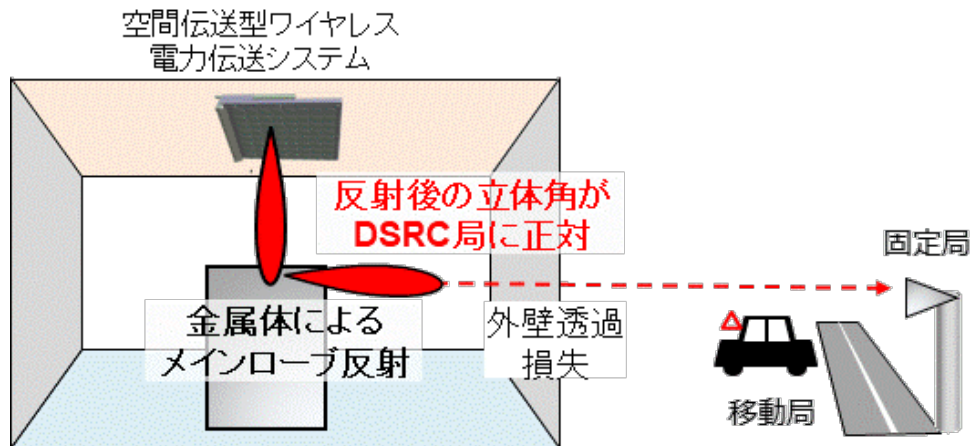 空間伝送型ワイヤレス
電力伝送システム
反射後の立体角が
DSRC局に正対
固定局
金属体による
メインローブ反射
外壁透過
損失
移動局